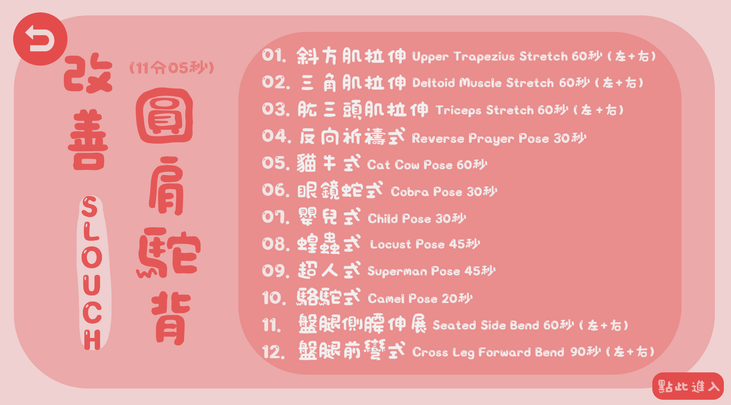 改善
SLOUCH
(11分05秒)
圓肩駝背
01. 斜方肌拉伸 Upper Trapezius Stretch 60秒 (左+右)
02. 三角肌拉伸 Deltoid Muscle Stretch 60秒 (左+右)
03. 肱三頭肌拉伸 Triceps Stretch 60秒 (左+右)
04. 反向祈禱式 Reverse Prayer Pose 30秒
05. 貓牛式 Cat Cow Pose 60秒
06. 眼鏡蛇式 Cobra Pose 30秒
07. 嬰兒式 Child Pose 30秒
08. 蝗蟲式 Locust Pose 45秒
09. 超人式 Superman Pose 45秒
10. 駱駝式 Camel Pose 20秒
11. 盤腿側腰伸展 Seated Side Bend 60秒 (左+右)
12. 盤腿前彎式 Cross Leg Forward Bend 90秒 (左+右)
點此進入